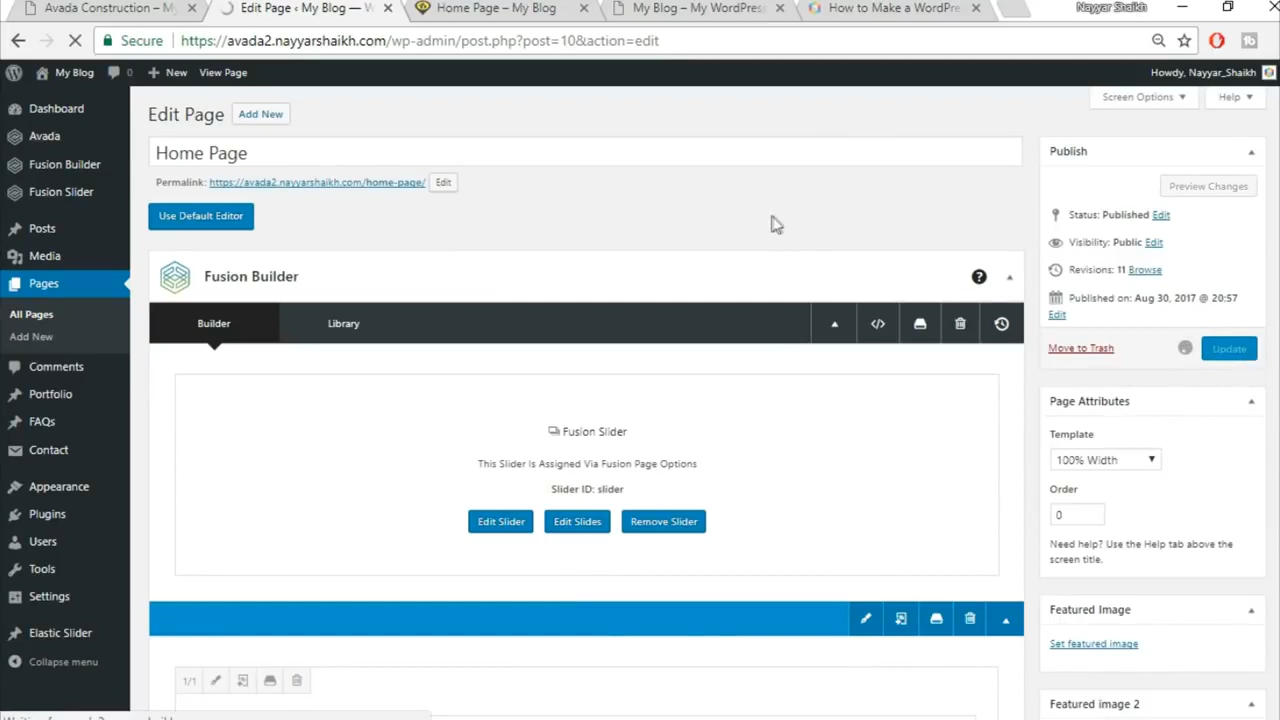 Avada Construction – My
Edit Page ‹ My Blog — W
Home Page – My Blog
My Blog – My WordPress
How to Make a WordPre
Nayyar Shaikh
Secure
https://avada2.nayyarshaikh.com/wp-admin/post.php?post=10&action=edit
My Blog
0
New
View Page
Howdy, Nayyar_Shaikh
Dashboard
Avada
Fusion Builder
Fusion Slider
Posts
Media
Pages
All Pages
Add New
Comments
Portfolio
FAQs
Contact
Appearance
Plugins
Users
Tools
Settings
Elastic Slider
Collapse menu
Screen Options
Help
Edit Page
Add New
Home Page
Permalink: https://avada2.nayyarshaikh.com/home-page/
Edit
Use Default Editor
Fusion Builder
?
Builder
Library
Fusion Slider
This Slider Is Assigned Via Fusion Page Options
Slider ID: slider
Edit Slider
Edit Slides
Remove Slider
1/1
Publish
Preview Changes
Status: Published Edit
Visibility: Public Edit
Revisions: 11 Browse
Published on: Aug 30, 2017 @ 20:57
Edit
Move to Trash
Update
Page Attributes
Template
100% Width
Order
0
Need help? Use the Help tab above the
screen title.
Featured Image
Set featured image
Featured image 2